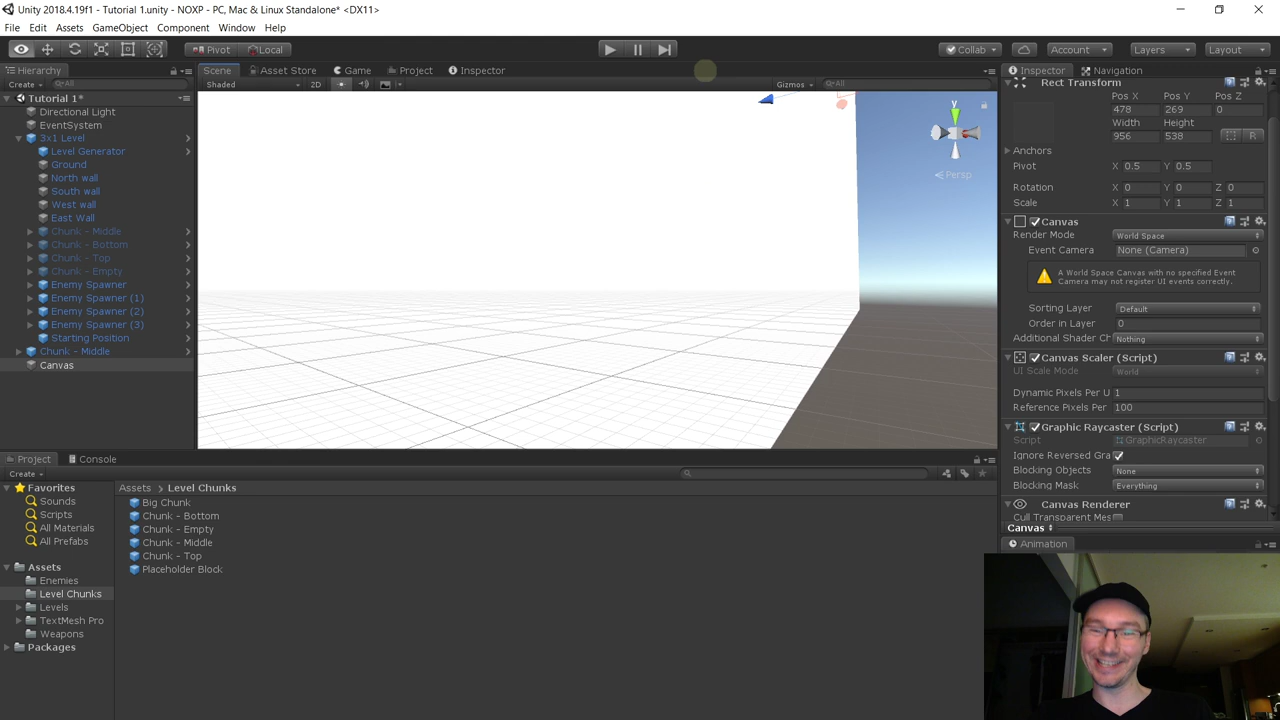 Unity 2018.4.19f1 - Tutorial 1.unity - NOXP - PC, Mac & Linux Standalone* <DX11>
File Edit Assets GameObject Component Window Help
Pivot Local Collab Account Layers Layout
Hierarchy
Create All
Tutorial 1*
Directional Light
EventSystem
3x1 Level
Level Generator
Ground
North wall
South wall
West wall
East Wall
Chunk - Middle
Chunk - Bottom
Chunk - Top
Chunk - Empty
Enemy Spawner
Enemy Spawner (1)
Enemy Spawner (2)
Enemy Spawner (3)
Starting Position
Chunk - Middle
Canvas
Scene Asset Store Game Project Inspector
Shaded 2D Gizmos All
y
Persp
Inspector Navigation
Rect Transform
Pos X Pos Y Pos Z
478 269 0
Width Height
956 538 R
Anchors
Pivot X 0.5 Y 0.5
Rotation X 0 Y 0 Z 0
Scale X 1 Y 1 Z 1
Canvas
Render Mode World Space
Event Camera None (Camera)
A World Space Canvas with no specified Event
Camera may not register UI events correctly.
Sorting Layer Default
Order in Layer 0
Additional Shader Ch Nothing
Canvas Scaler (Script)
UI Scale Mode World
Dynamic Pixels Per U 1
Reference Pixels Per 100
Graphic Raycaster (Script)
Script GraphicRaycaster
Ignore Reversed Gra
Blocking Objects None
Blocking Mask Everything
Canvas Renderer
Cull Transparent Mes
Canvas
Animation
Project Console
Create
Favorites
Sounds
Scripts
All Materials
All Prefabs
Assets
Enemies
Level Chunks
Levels
TextMesh Pro
Weapons
Packages
Assets Level Chunks
Big Chunk
Chunk - Bottom
Chunk - Empty
Chunk - Middle
Chunk - Top
Placeholder Block